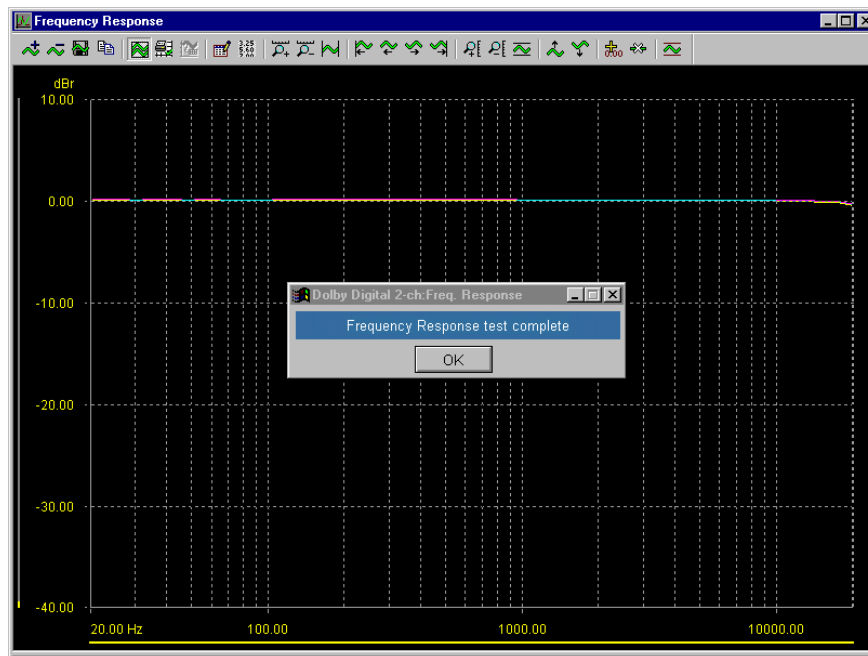 Frequency Response
dBr
10.00
0.00
-10.00
-20.00
-30.00
-40.00
Dolby Digital 2-ch:Freq. Response
Frequency Response test complete
OK
20.00 Hz 100.00 1000.00 10000.00